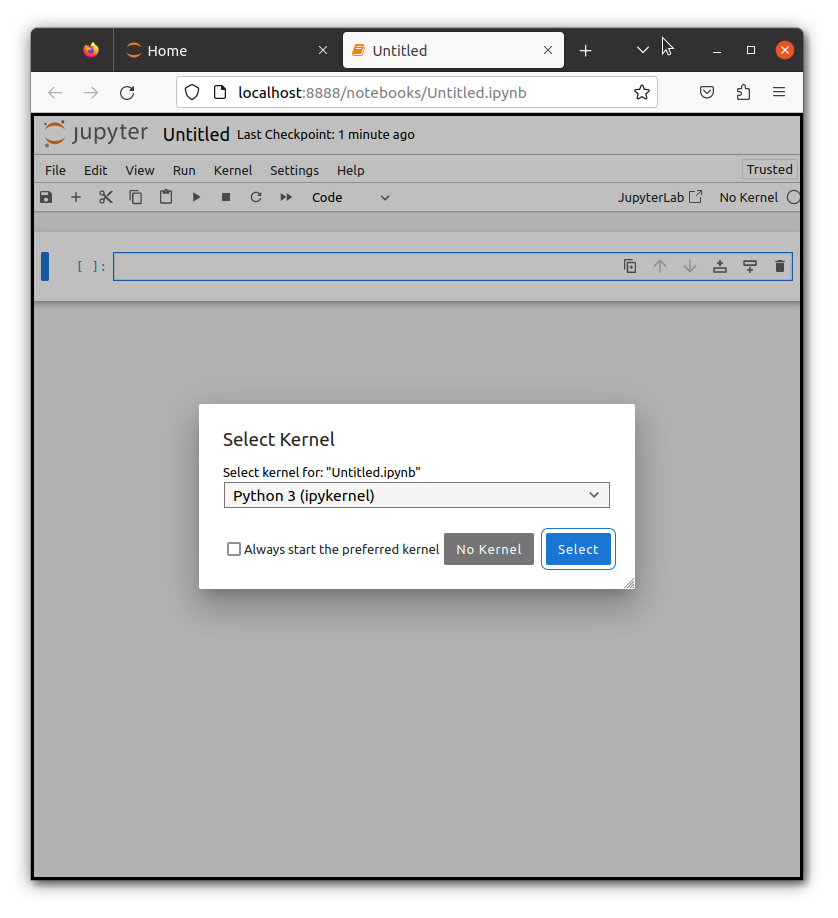 Home
Untitled
localhost:8888/notebooks/Untitled.ipynb
jupyter Untitled Last Checkpoint: 1 minute ago
File Edit View Run Kernel Settings Help Trusted
Code JupyterLab No Kernel
[ ]:
Select Kernel
Select kernel for: "Untitled.ipynb"
Python 3 (ipykernel)
Always start the preferred kernel No Kernel Select